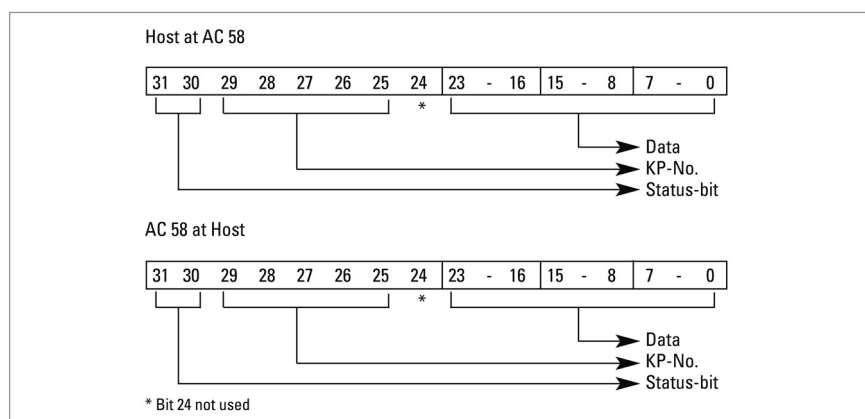 Host at AC 58
31 30 29 28 27 26 25 24 23 - 16 15 - 8 7 - 0
*
Data
KP-No.
Status-bit
AC 58 at Host
31 30 29 28 27 26 25 24 23 - 16 15 - 8 7 - 0
*
Data
KP-No.
Status-bit
* Bit 24 not used